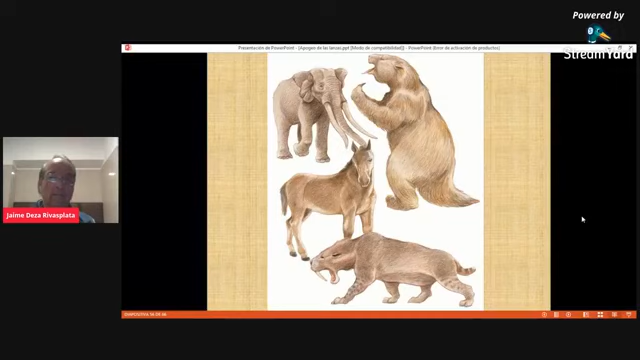 Powered by
StreamYard
Presentación de PowerPoint - [Apogeo de las lanzas.ppt [Modo de compatibilidad]] - PowerPoint (Error de activación de productos)
Jaime Deza Rivasplata